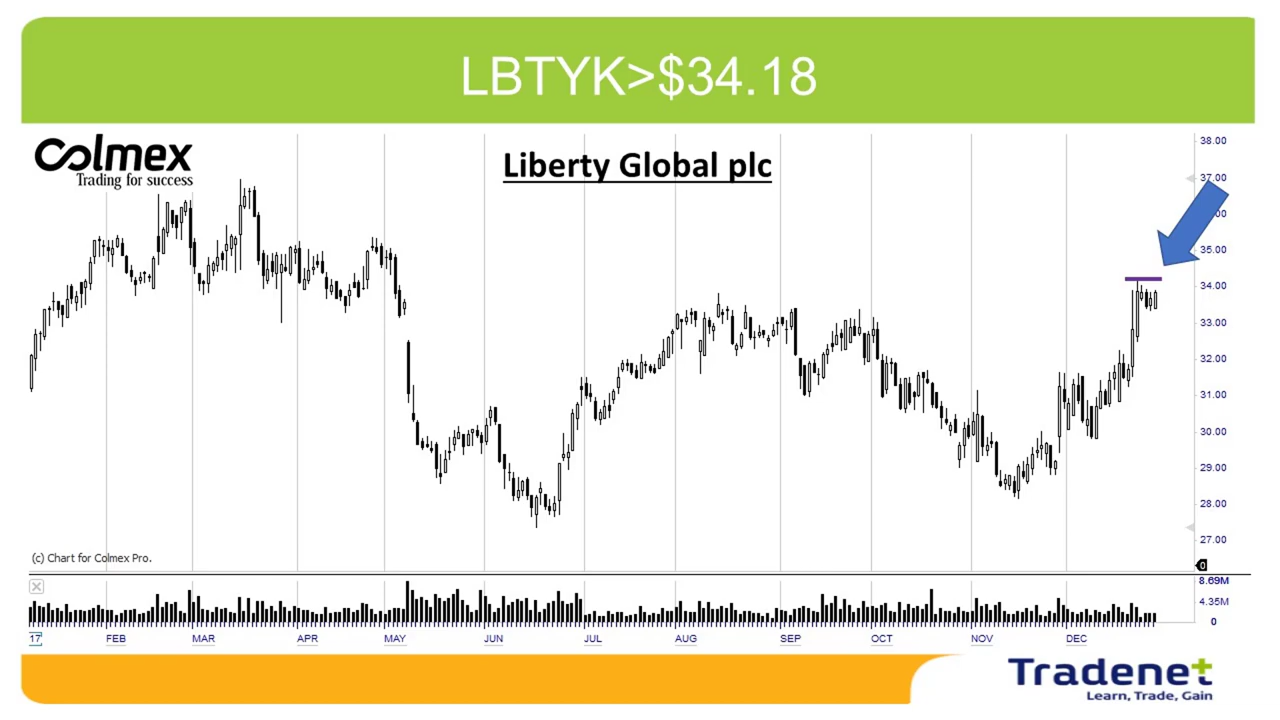 LBTYK>$34.18
Colmex
Trading for success
Liberty Global plc
38.00
37.00
35.00
34.00
33.00
32.00
31.00
30.00
29.00
28.00
27.00
(c) Chart for Colmex Pro.
0
8.69M
4.35M
0
17 FEB MAR APR MAY JUN JUL AUG SEP OCT NOV DEC
Tradenet
Learn, Trade, Gain